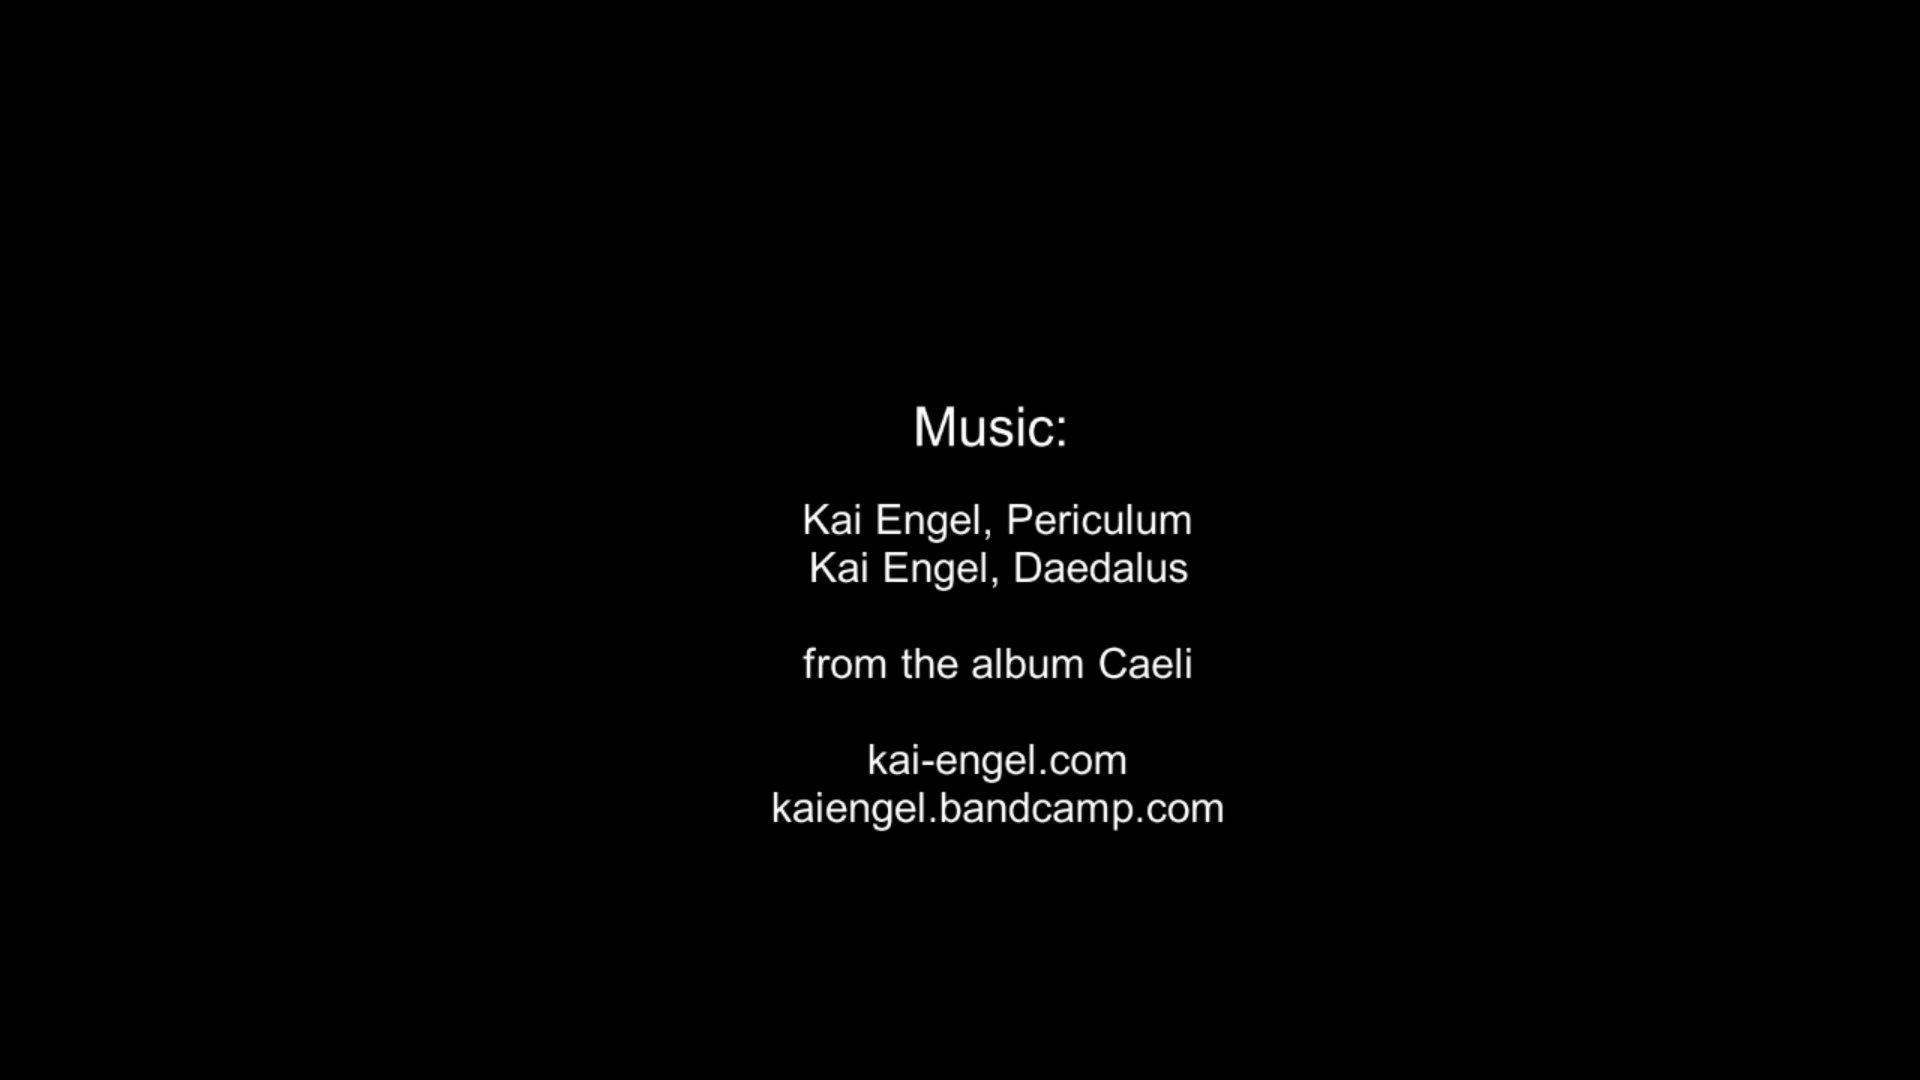 Music:
Kai Engel, Periculum
Kai Engel, Daedalus
from the album Caeli
kai-engel.com
kaiengel.bandcamp.com